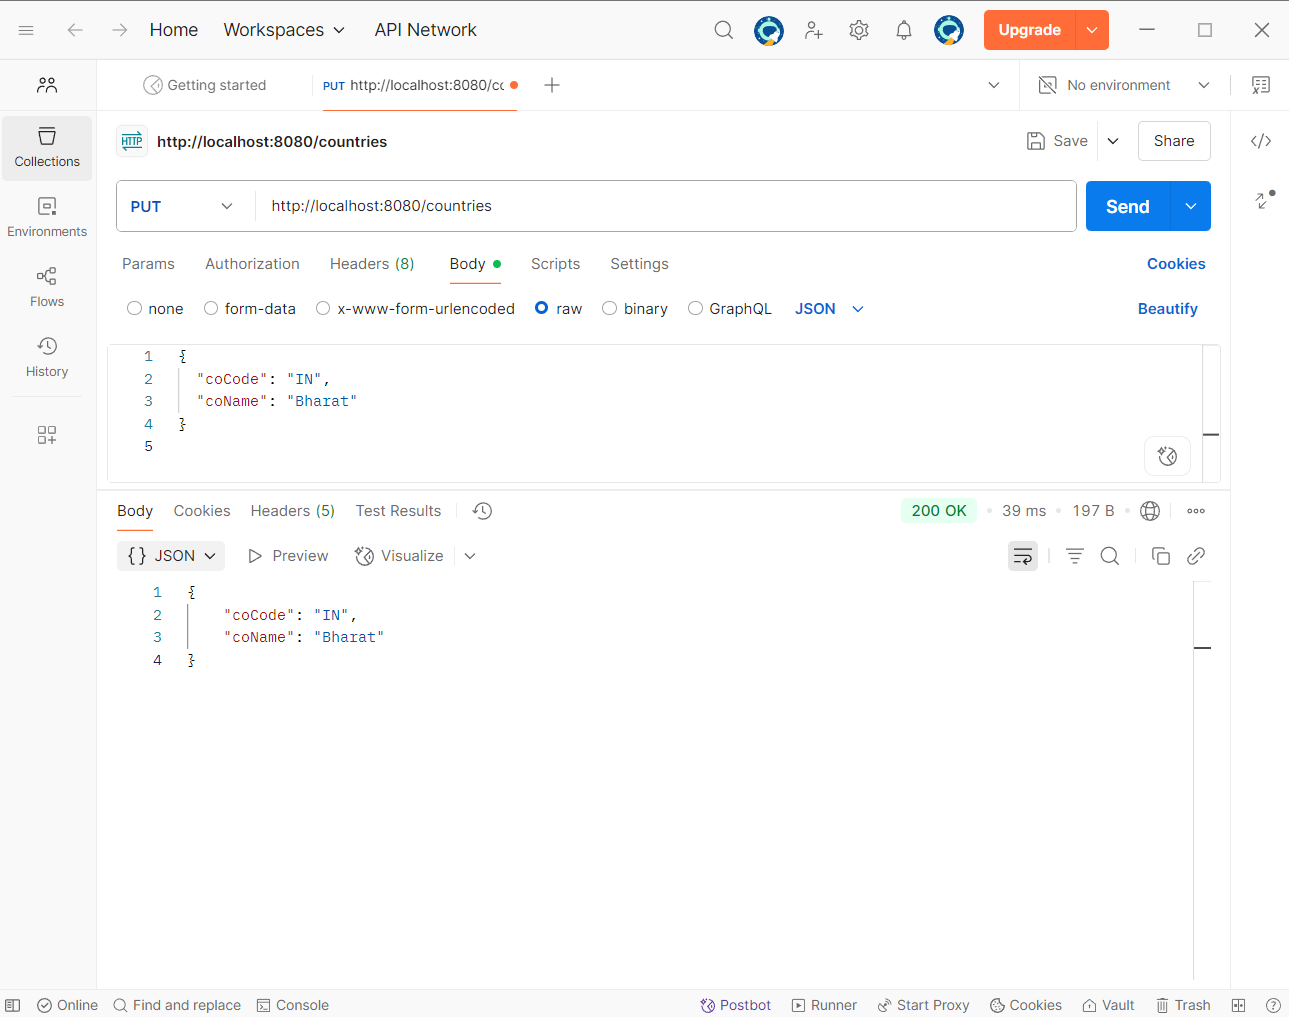 Home Workspaces API Network Upgrade
Getting started PUT http://localhost:8080/cc No environment
HTTP http://localhost:8080/countries Save Share
Collections
PUT http://localhost:8080/countries Send
Environments
Params Authorization Headers (8) Body Scripts Settings Cookies
Flows
none form-data x-www-form-urlencoded raw binary GraphQL JSON Beautify
History
1 {
2 "coCode": "IN",
3 "coName": "Bharat"
4 }
5
Body Cookies Headers (5) Test Results 200 OK 39 ms 197 B
{} JSON Preview Visualize
1 {
2 "coCode": "IN",
3 "coName": "Bharat"
4 }
Online Find and replace Console Postbot Runner Start Proxy Cookies Vault Trash